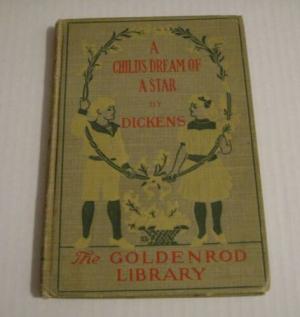 A
CHILD'S DREAM OF
A STAR
BY
DICKENS
The GOLDENROD
LIBRARY